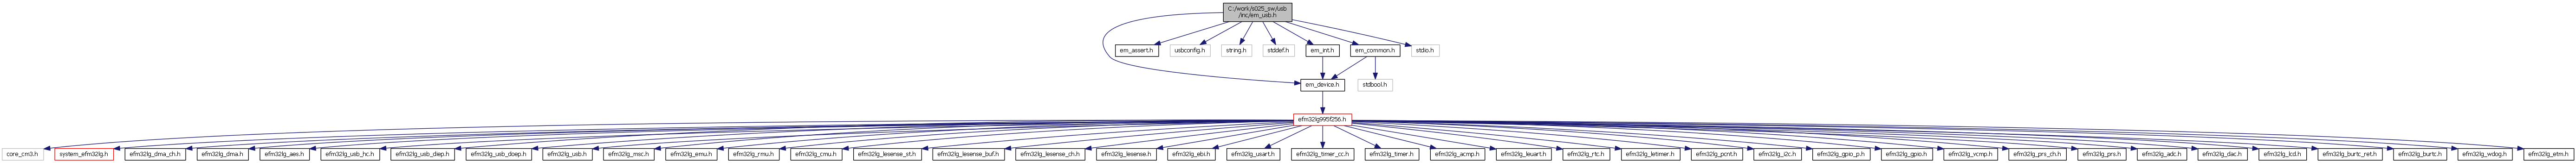 C:/work/s025_sw/usb
/inc/em_usb.h
em_assert.h
usbconfig.h
string.h
stddef.h
em_int.h
em_common.h
stdio.h
em_device.h
stdbool.h
efm32lg995f256.h
core_cm3.h
system_efm32lg.h
efm32lg_dma_ch.h
efm32lg_dma.h
efm32lg_aes.h
efm32lg_usb_hc.h
efm32lg_usb_diep.h
efm32lg_usb_doep.h
efm32lg_usb.h
efm32lg_msc.h
efm32lg_emu.h
efm32lg_rmu.h
efm32lg_cmu.h
efm32lg_lesense_st.h
efm32lg_lesense_buf.h
efm32lg_lesense_ch.h
efm32lg_lesense.h
efm32lg_ebi.h
efm32lg_usart.h
efm32lg_timer_cc.h
efm32lg_timer.h
efm32lg_acmp.h
efm32lg_leuart.h
efm32lg_rtc.h
efm32lg_letimer.h
efm32lg_pcnt.h
efm32lg_i2c.h
efm32lg_gpio_p.h
efm32lg_gpio.h
efm32lg_vcmp.h
efm32lg_prs_ch.h
efm32lg_prs.h
efm32lg_adc.h
efm32lg_dac.h
efm32lg_lcd.h
efm32lg_burtc_ret.h
efm32lg_burtc.h
efm32lg_wdog.h
efm32lg_etm.h